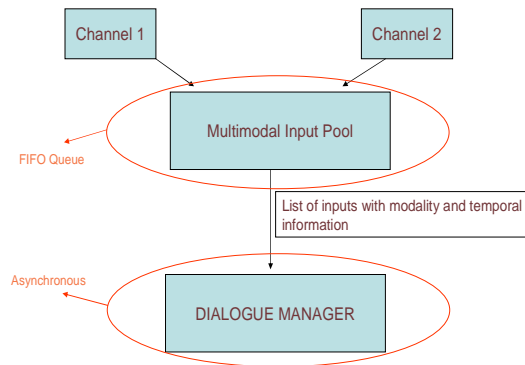 Channel 1
Channel 2
Multimodal Input Pool
FIFO Queue
List of inputs with modality and temporal
information
Asynchronous
DIALOGUE MANAGER